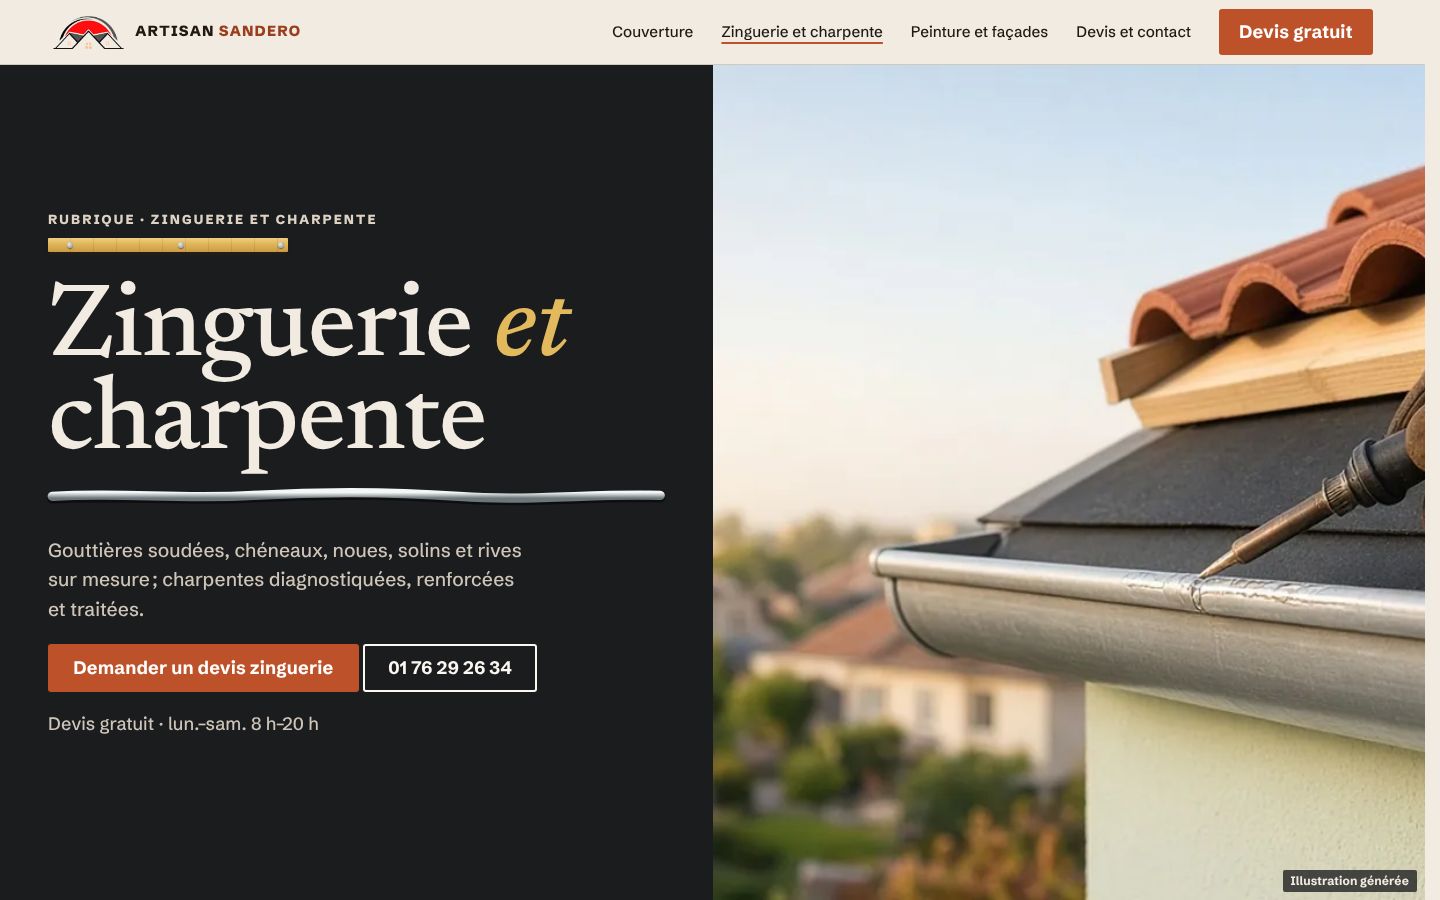 ARTISAN SANDERO
Couverture
Zinguerie et charpente
Peinture et façades
Devis et contact
Devis gratuit
RUBRIQUE · ZINGUERIE ET CHARPENTE
Zinguerie et
charpente
Gouttières soudées, chéneaux, noues, solins et rives
sur mesure ; charpentes diagnostiquées, renforcées
et traitées.
Demander un devis zinguerie
01 76 29 26 34
Devis gratuit · lun.–sam. 8 h–20 h
Illustration générée